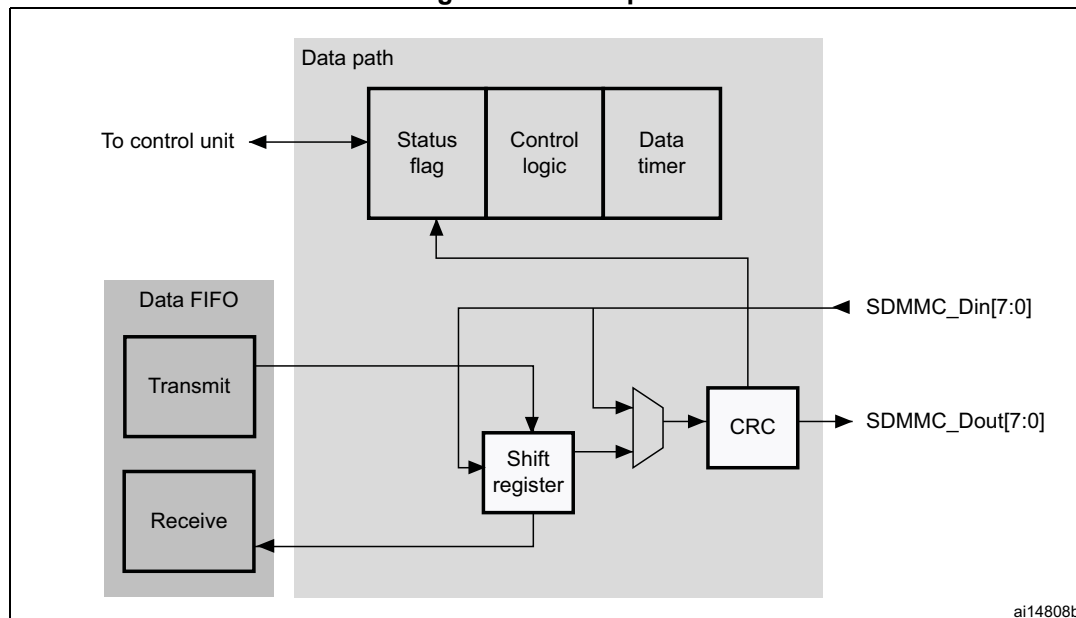 Data path
Status
flag
Control
logic
Data
timer
To control unit
Data FIFO
SDMMC_Din[7:0]
Transmit
CRC
SDMMC_Dout[7:0]
Shift
register
Receive
ai14808b